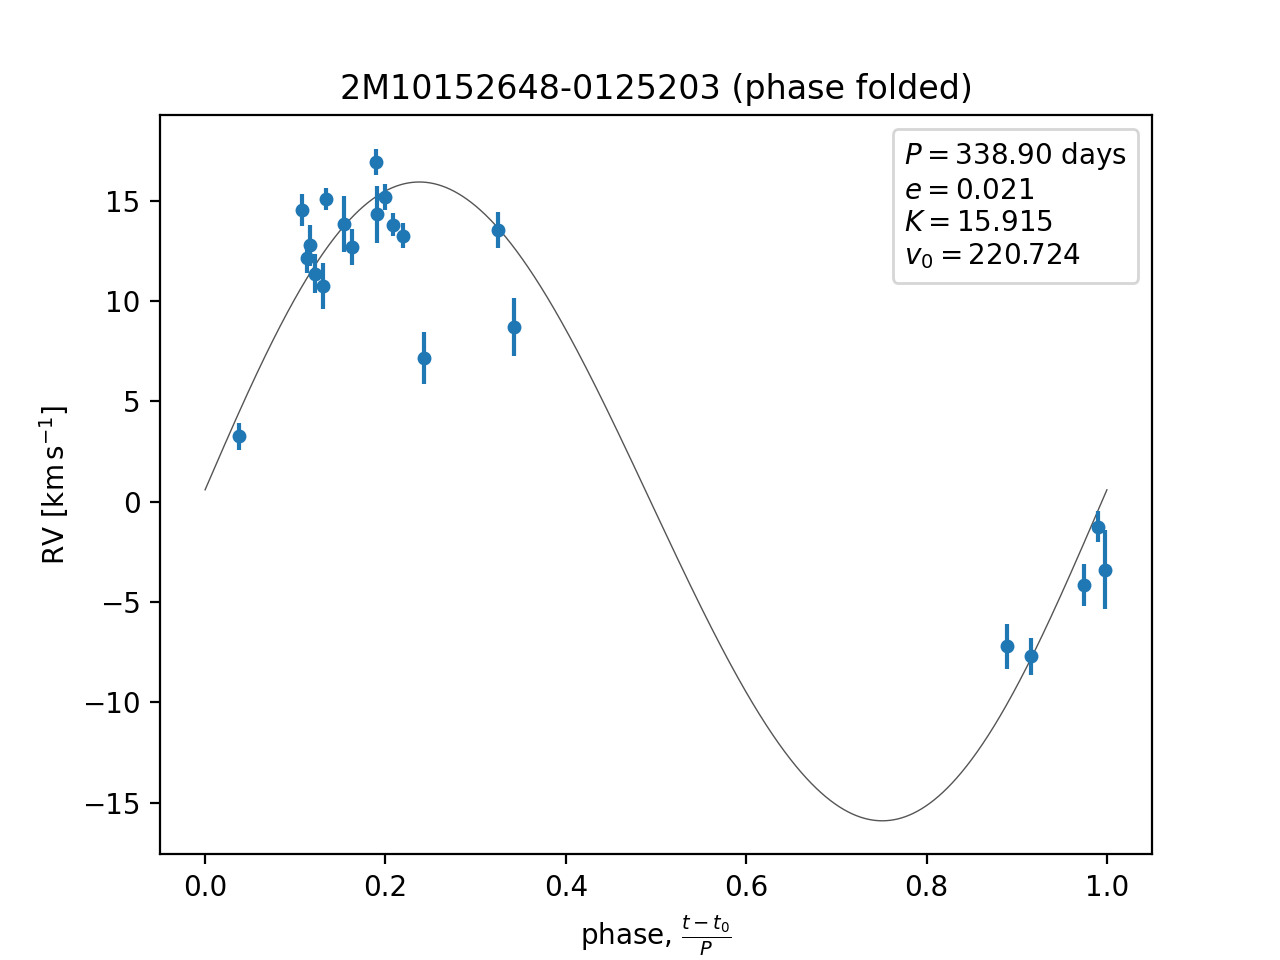 2M10152648-0125203 (phase folded)
P = 338.90 days
e = 0.021
K = 15.915
v₀ = 220.724
15
10
5
0
−5
−10
−15
RV [km s⁻¹]
0.0 0.2 0.4 0.6 0.8 1.0
phase, (t − t₀)/P